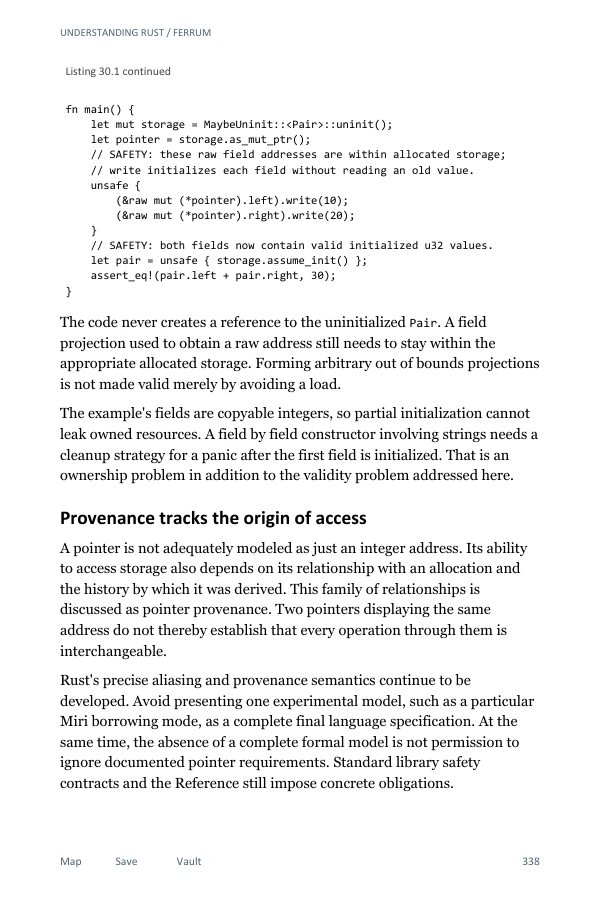 UNDERSTANDING RUST / FERRUM
Listing 30.1 continued
fn main() {
    let mut storage = MaybeUninit::<Pair>::uninit();
    let pointer = storage.as_mut_ptr();
    // SAFETY: these raw field addresses are within allocated storage;
    // write initializes each field without reading an old value.
    unsafe {
        (&raw mut (*pointer).left).write(10);
        (&raw mut (*pointer).right).write(20);
    }
    // SAFETY: both fields now contain valid initialized u32 values.
    let pair = unsafe { storage.assume_init() };
    assert_eq!(pair.left + pair.right, 30);
}
The code never creates a reference to the uninitialized Pair. A field
projection used to obtain a raw address still needs to stay within the
appropriate allocated storage. Forming arbitrary out of bounds projections
is not made valid merely by avoiding a load.
The example's fields are copyable integers, so partial initialization cannot
leak owned resources. A field by field constructor involving strings needs a
cleanup strategy for a panic after the first field is initialized. That is an
ownership problem in addition to the validity problem addressed here.
Provenance tracks the origin of access
A pointer is not adequately modeled as just an integer address. Its ability
to access storage also depends on its relationship with an allocation and
the history by which it was derived. This family of relationships is
discussed as pointer provenance. Two pointers displaying the same
address do not thereby establish that every operation through them is
interchangeable.
Rust's precise aliasing and provenance semantics continue to be
developed. Avoid presenting one experimental model, such as a particular
Miri borrowing mode, as a complete final language specification. At the
same time, the absence of a complete formal model is not permission to
ignore documented pointer requirements. Standard library safety
contracts and the Reference still impose concrete obligations.
Map Save Vault 338